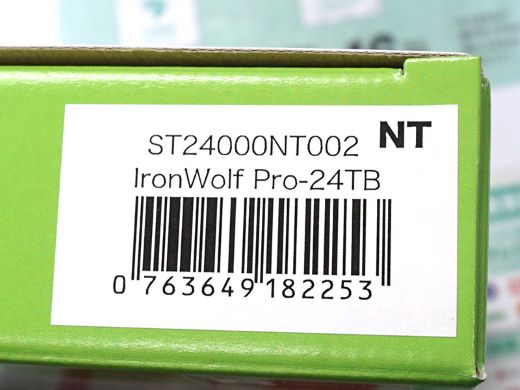 ST24000NT002 NT
IronWolf Pro-24TB
0 763649 182253